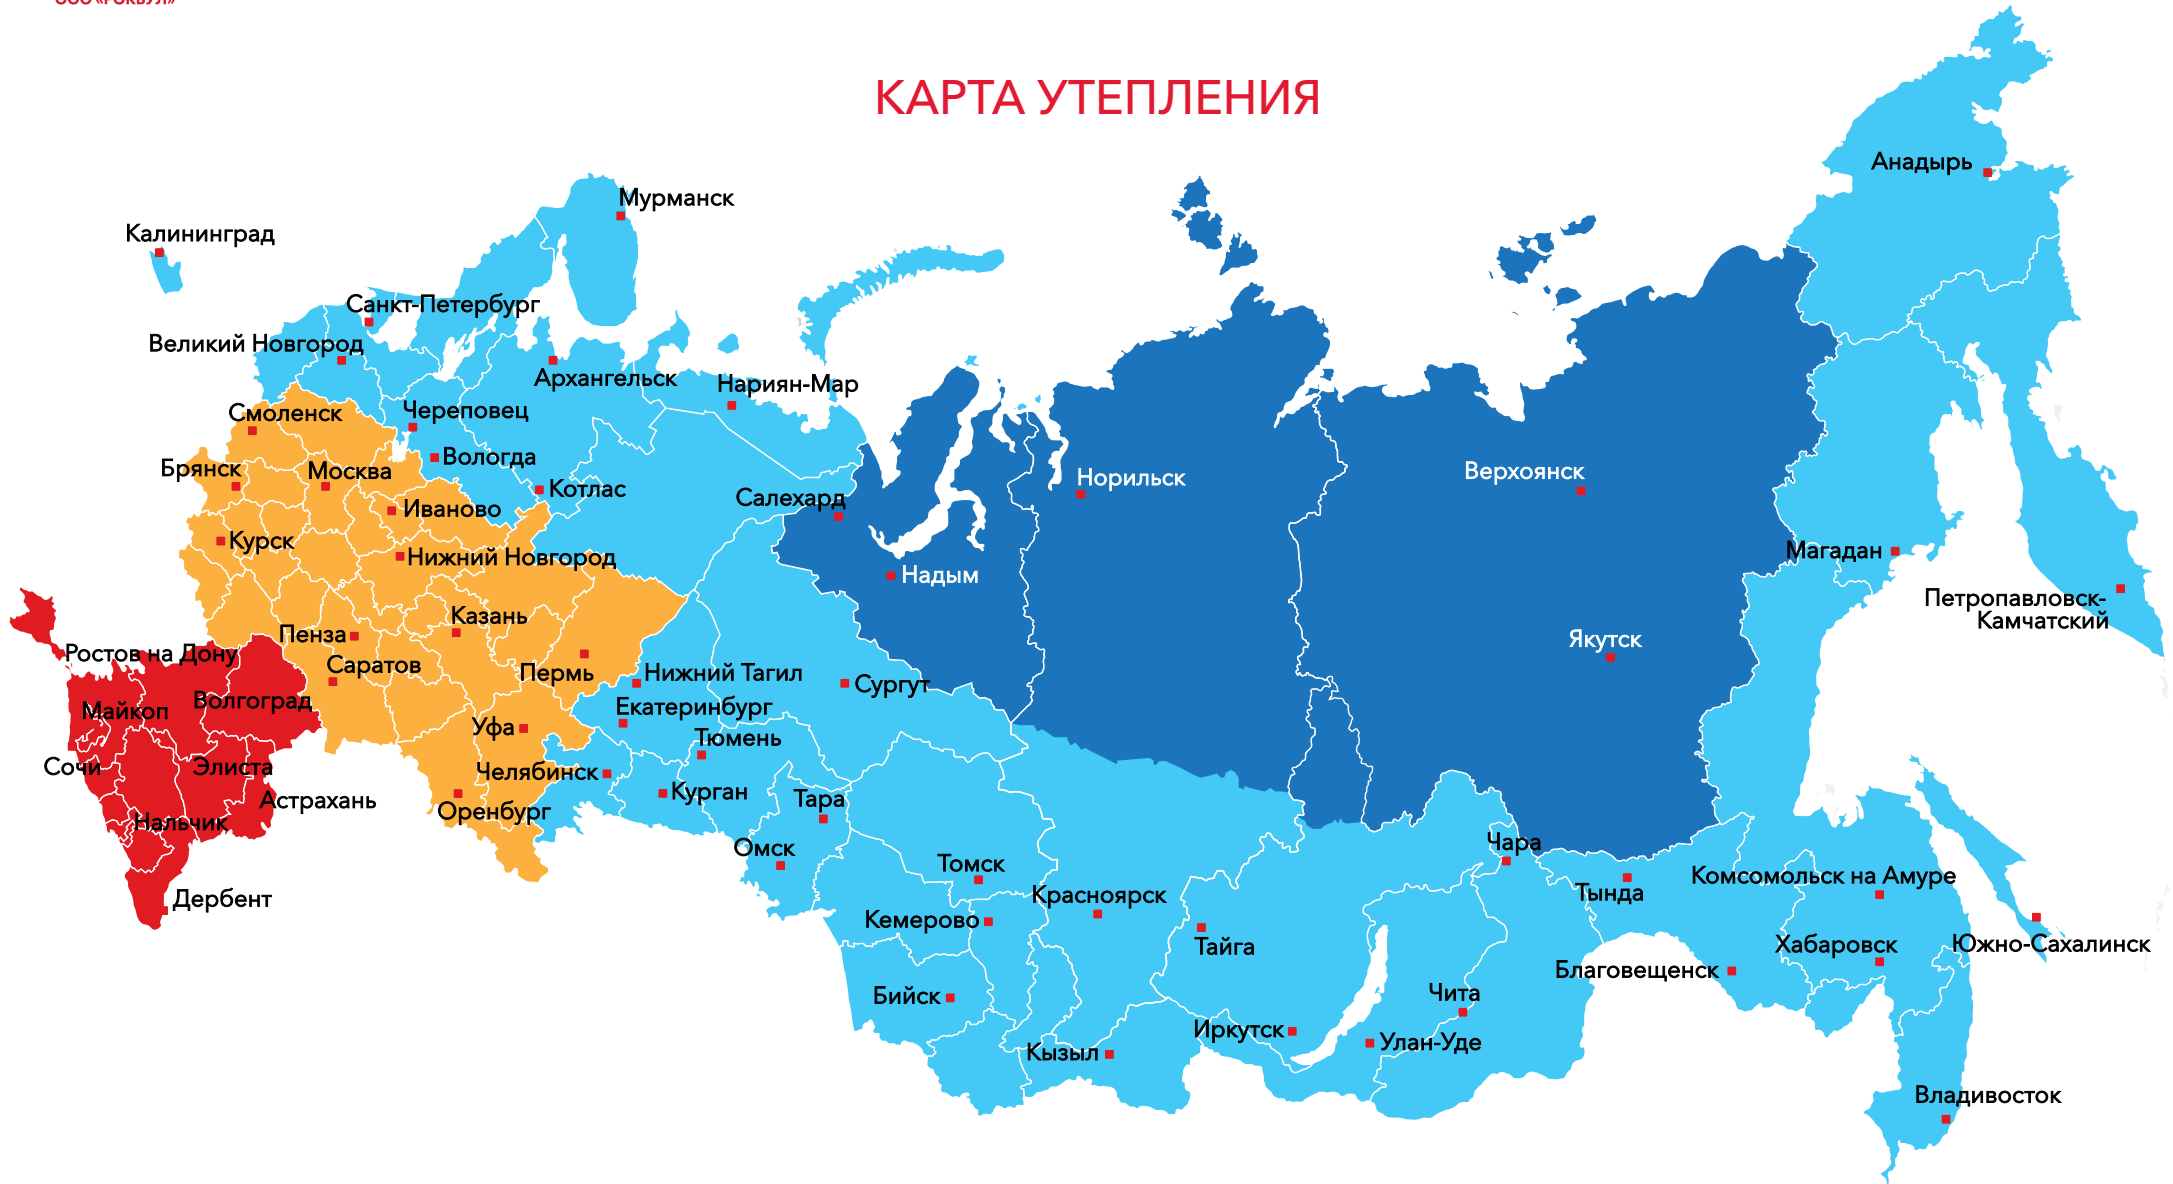 ООО «РОКВУЛ»
КАРТА УТЕПЛЕНИЯ
Анадырь
Мурманск
Калининград
Санкт-Петербург
Великий Новгород
Архангельск
Нариян-Мар
Смоленск
Череповец
Вологда
Брянск
Москва
Котлас
Салехард
Норильск
Верхоянск
Иваново
Курск
Нижний Новгород
Магадан
Надым
Петропавловск-
Камчатский
Казань
Пенза
Якутск
Ростов на Дону
Саратов
Пермь
Нижний Тагил
Сургут
Волгоград
Майкоп
Екатеринбург
Уфа
Тюмень
Сочи
Элиста
Челябинск
Курган
Тара
Астрахань
Оренбург
Нальчик
Омск
Чара
Томск
Тында
Комсомольск на Амуре
Красноярск
Дербент
Кемерово
Тайга
Хабаровск
Южно-Сахалинск
Благовещенск
Бийск
Чита
Иркутск
Улан-Уде
Кызыл
Владивосток